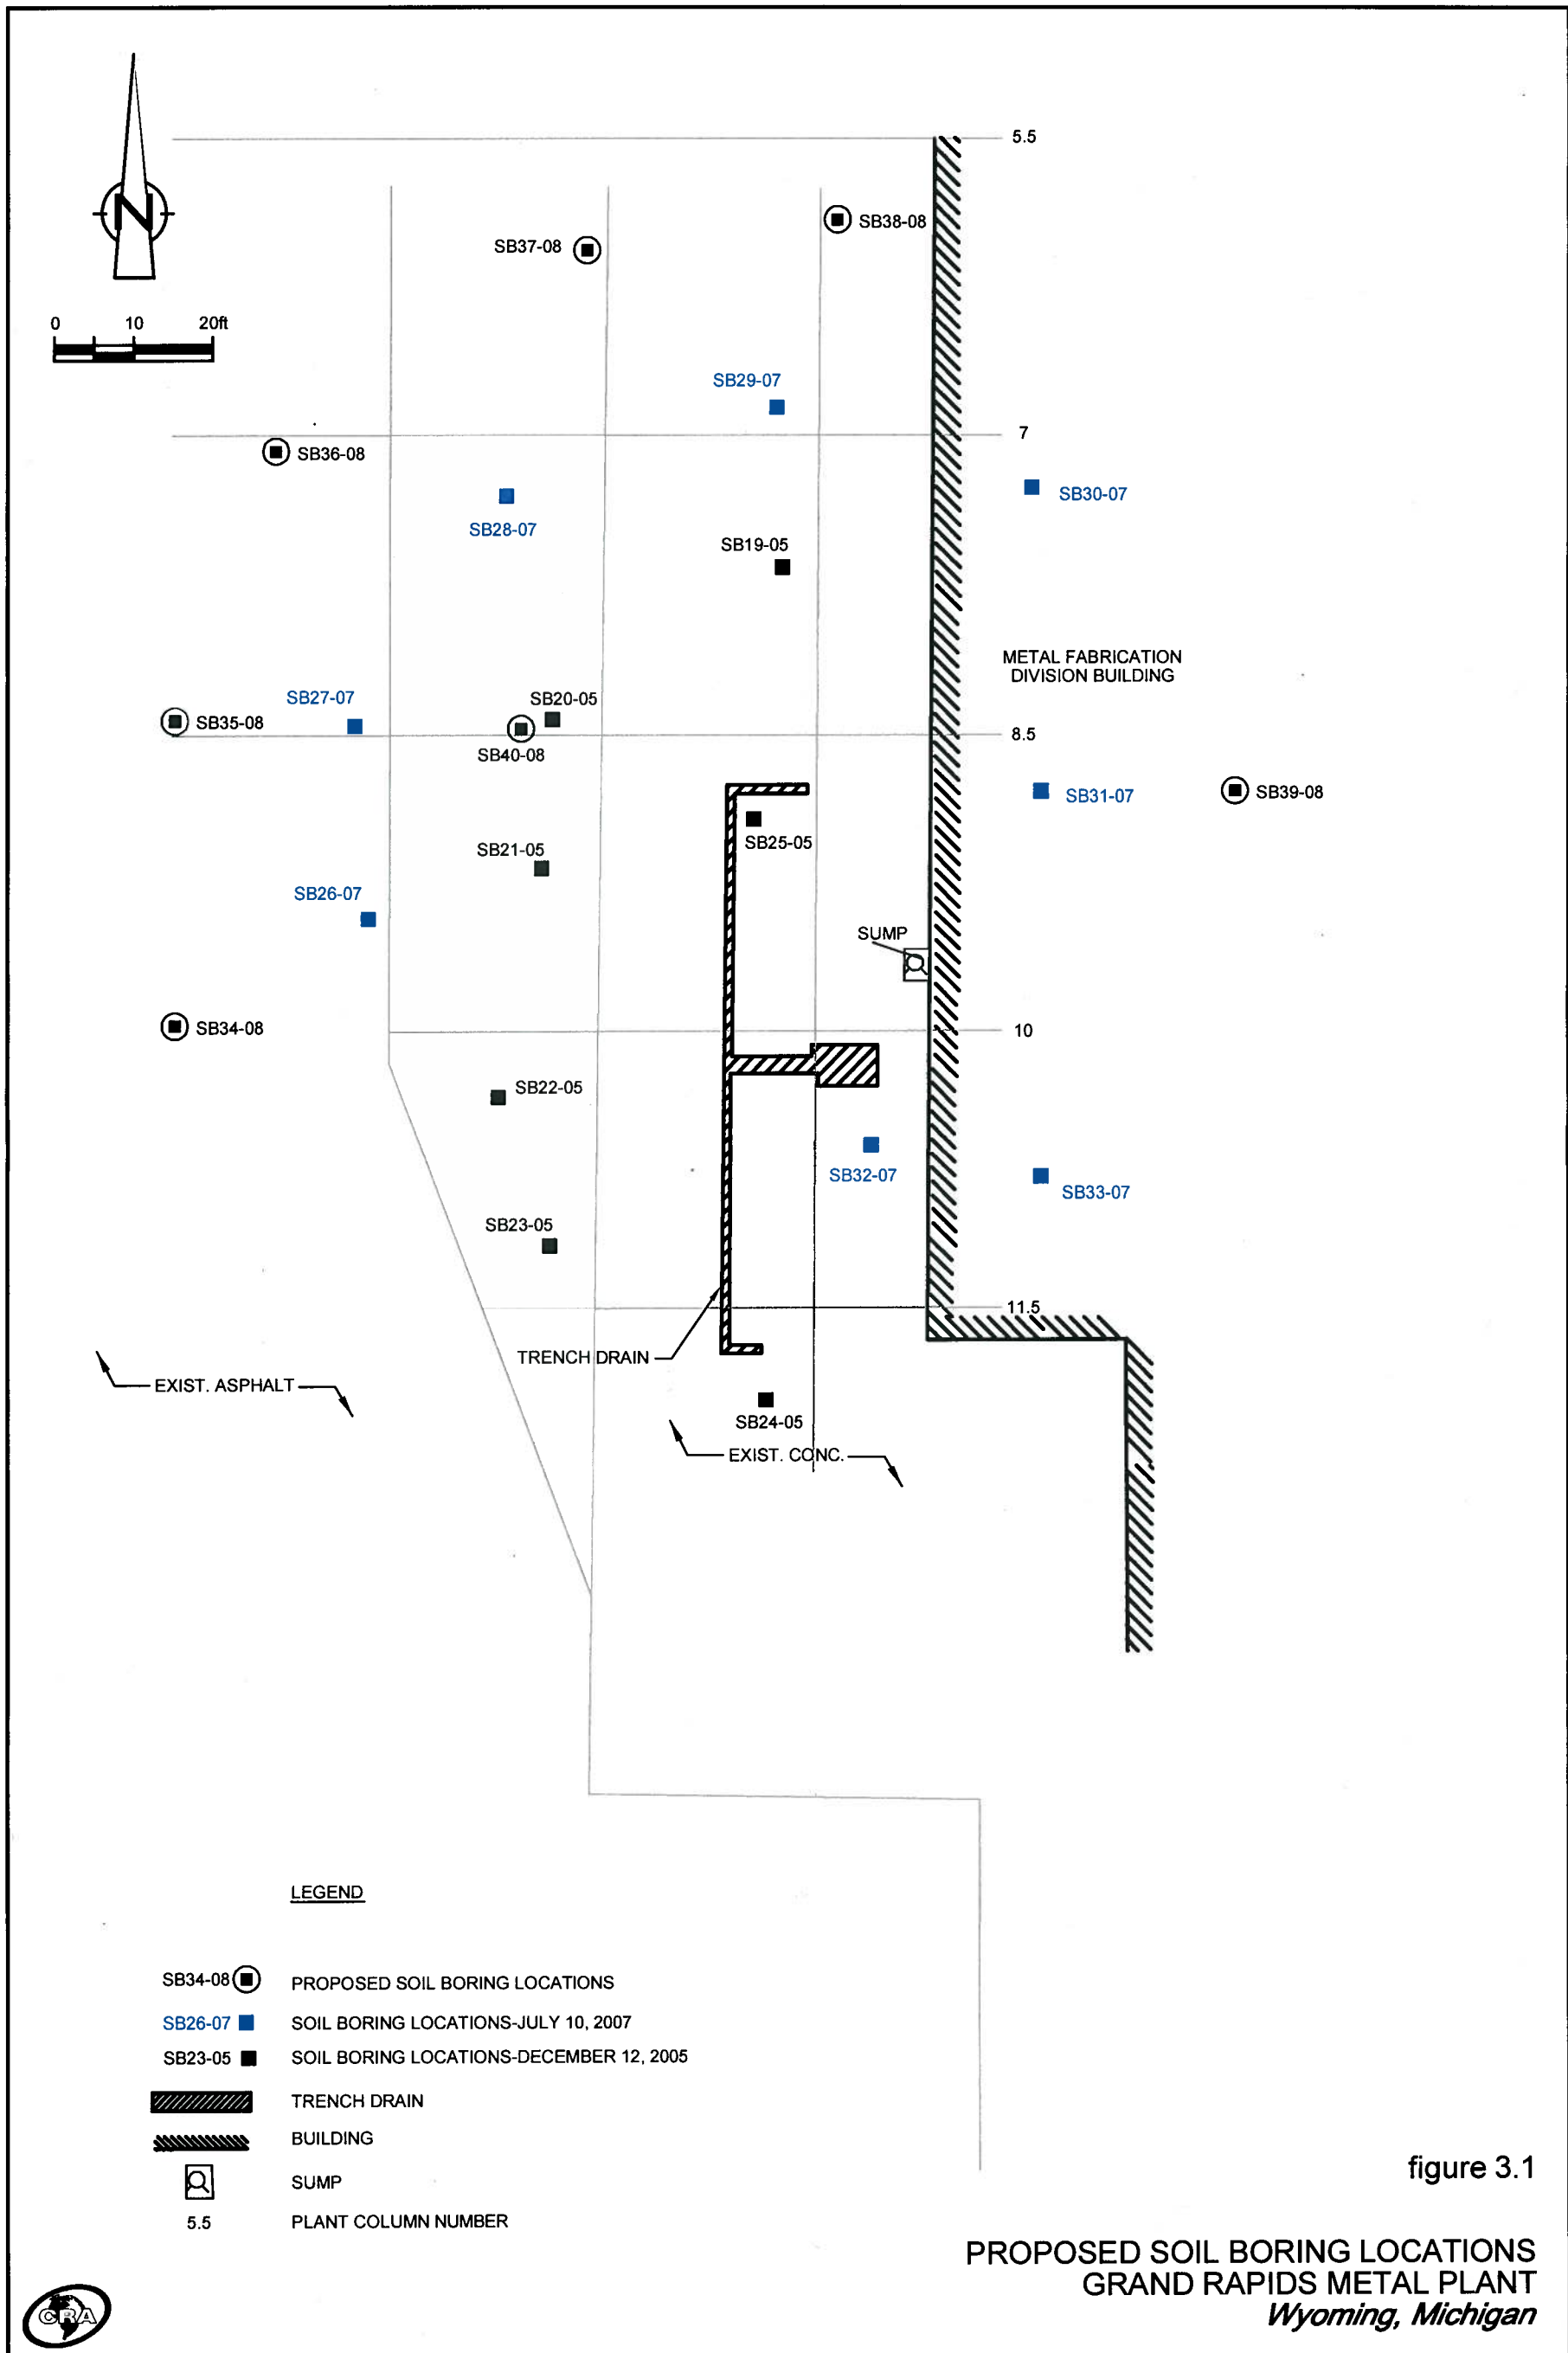 5.5
SB38-08
SB37-08
N
0 10 20ft
SB29-07
7
SB36-08
SB30-07
SB28-07
SB19-05
METAL FABRICATION
DIVISION BUILDING
SB27-07
SB20-05
SB35-08
8.5
SB40-08
SB31-07
SB39-08
SB25-05
SB21-05
SB26-07
SUMP
SB34-08
10
SB22-05
SB32-07
SB33-07
SB23-05
11.5
TRENCH DRAIN
EXIST. ASPHALT
SB24-05
EXIST. CONC.
LEGEND
SB34-08 PROPOSED SOIL BORING LOCATIONS
SB26-07 SOIL BORING LOCATIONS-JULY 10, 2007
SB23-05 SOIL BORING LOCATIONS-DECEMBER 12, 2005
TRENCH DRAIN
BUILDING
SUMP
5.5 PLANT COLUMN NUMBER
figure 3.1
PROPOSED SOIL BORING LOCATIONS
GRAND RAPIDS METAL PLANT
Wyoming, Michigan
CRA